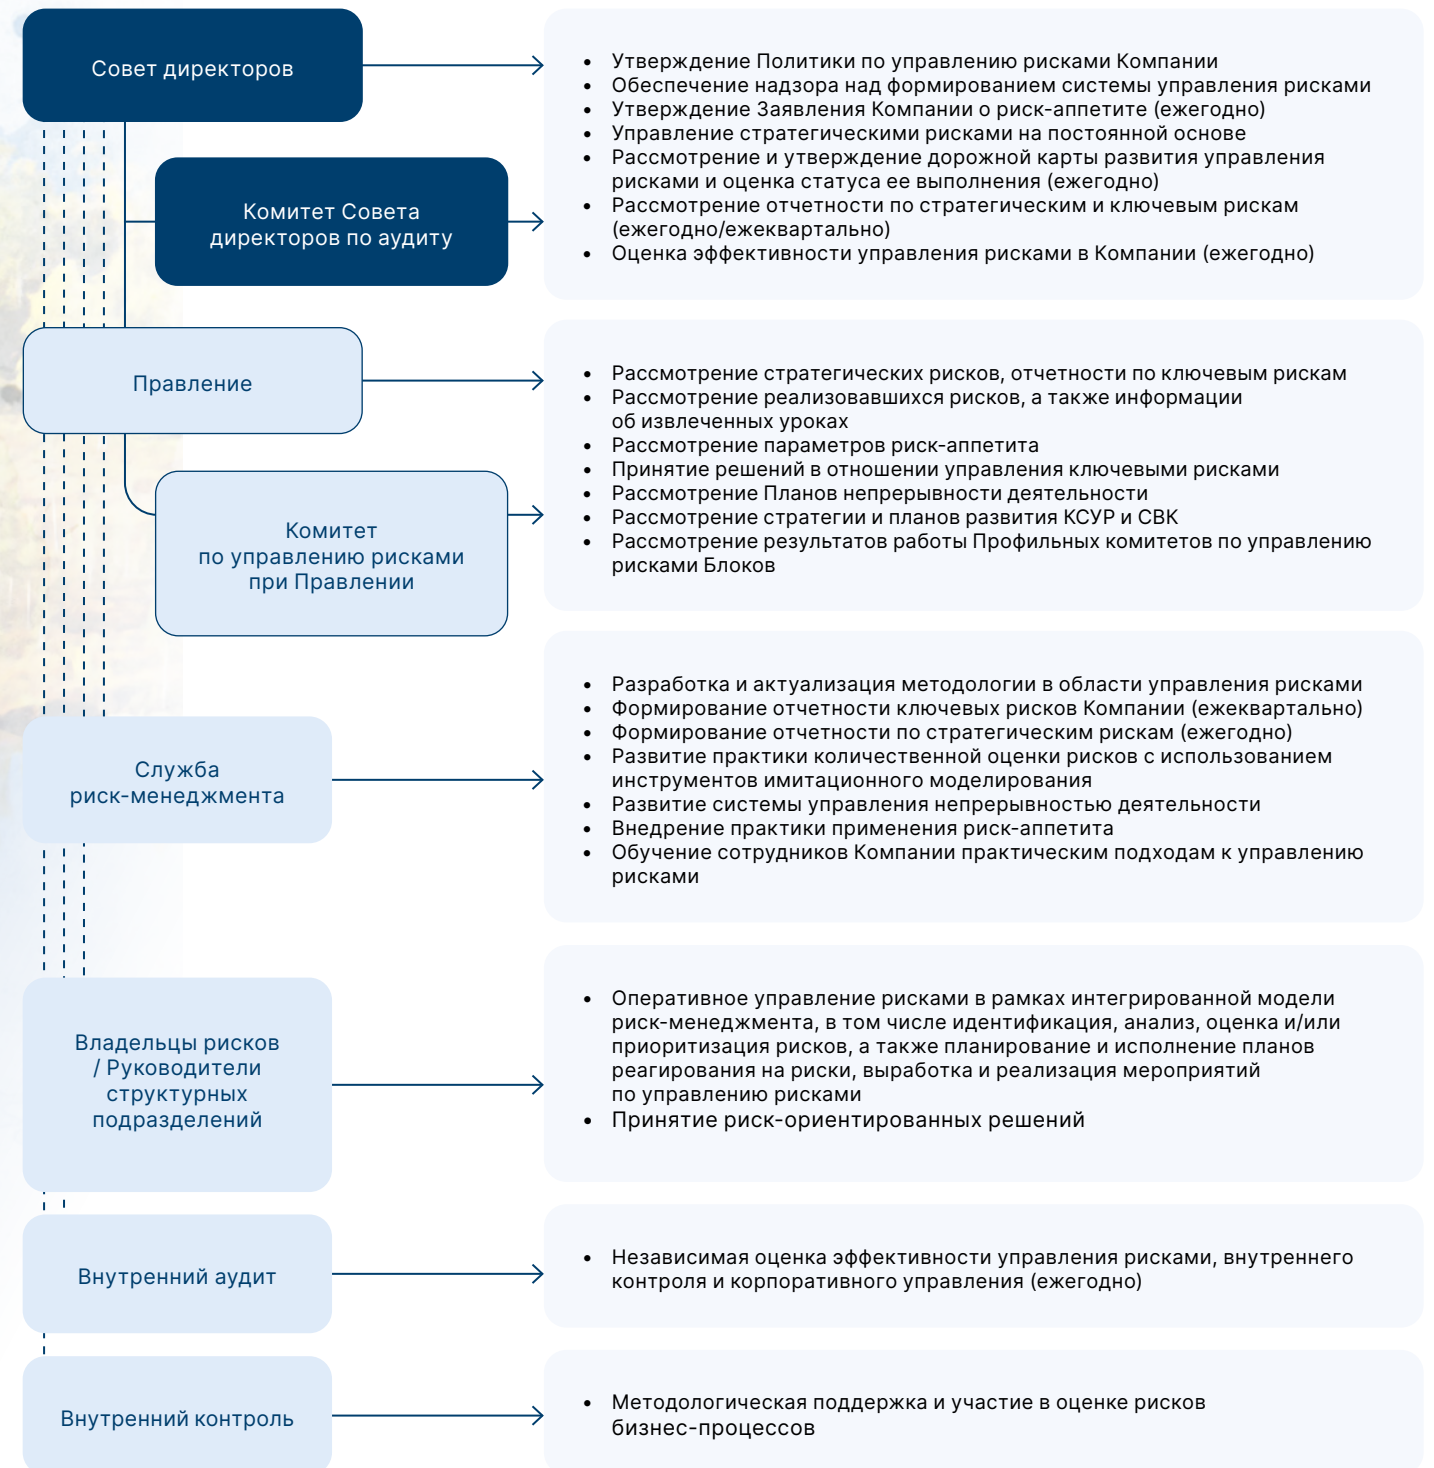 Совет директоров
• Утверждение Политики по управлению рисками Компании
• Обеспечение надзора над формированием системы управления рисками
• Утверждение Заявления Компании о риск-аппетите (ежегодно)
• Управление стратегическими рисками на постоянной основе
• Рассмотрение и утверждение дорожной карты развития управления
рисками и оценка статуса ее выполнения (ежегодно)
• Рассмотрение отчетности по стратегическим и ключевым рискам
(ежегодно/ежеквартально)
• Оценка эффективности управления рисками в Компании (ежегодно)
Комитет Совета
директоров по аудиту
Правление
• Рассмотрение стратегических рисков, отчетности по ключевым рискам
• Рассмотрение реализовавшихся рисков, а также информации
об извлеченных уроках
• Рассмотрение параметров риск-аппетита
• Принятие решений в отношении управления ключевыми рисками
• Рассмотрение Планов непрерывности деятельности
• Рассмотрение стратегии и планов развития КСУР и СВК
• Рассмотрение результатов работы Профильных комитетов по управлению
рисками Блоков
Комитет
по управлению рисками
при Правлении
Служба
риск-менеджмента
• Разработка и актуализация методологии в области управления рисками
• Формирование отчетности ключевых рисков Компании (ежеквартально)
• Формирование отчетности по стратегическим рискам (ежегодно)
• Развитие практики количественной оценки рисков с использованием
инструментов имитационного моделирования
• Развитие системы управления непрерывностью деятельности
• Внедрение практики применения риск-аппетита
• Обучение сотрудников Компании практическим подходам к управлению
рисками
Владельцы рисков
/ Руководители
структурных
подразделений
• Оперативное управление рисками в рамках интегрированной модели
риск-менеджмента, в том числе идентификация, анализ, оценка и/или
приоритизация рисков, а также планирование и исполнение планов
реагирования на риски, выработка и реализация мероприятий
по управлению рисками
• Принятие риск-ориентированных решений
Внутренний аудит
• Независимая оценка эффективности управления рисками, внутреннего
контроля и корпоративного управления (ежегодно)
Внутренний контроль
• Методологическая поддержка и участие в оценке рисков
бизнес-процессов